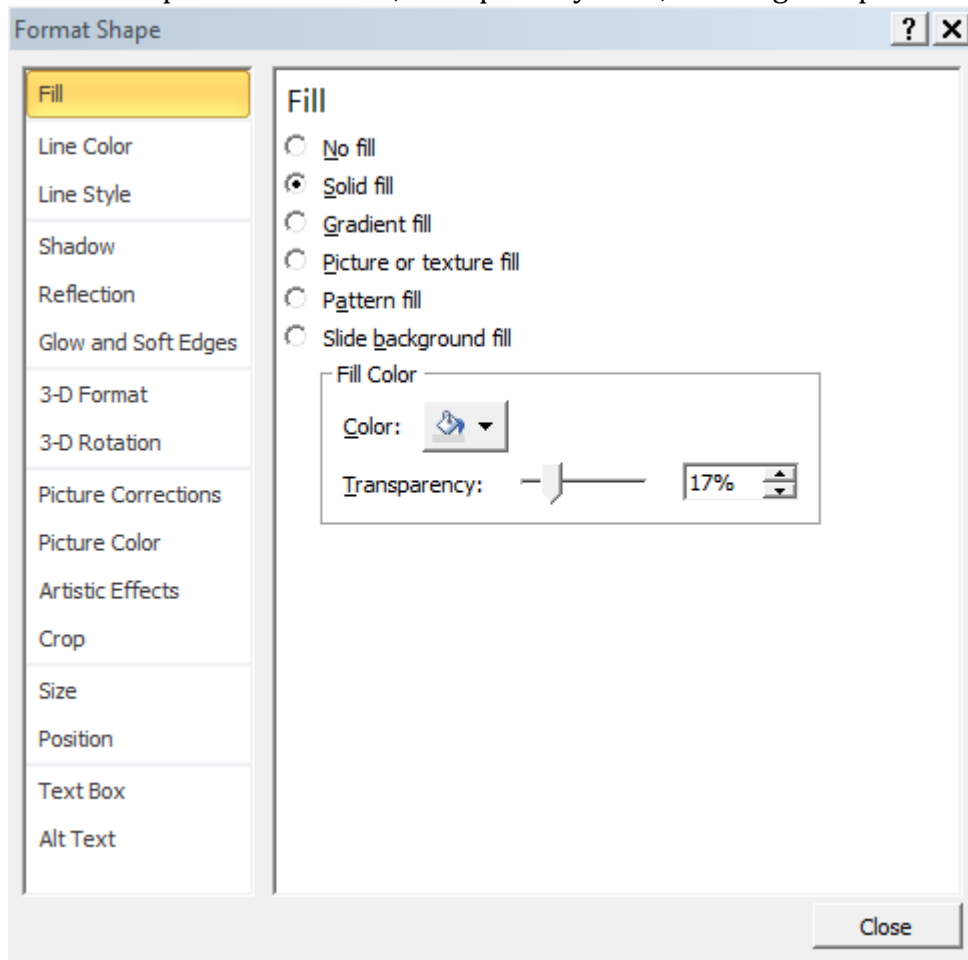 Format Shape
Fill
Line Color
Line Style
Shadow
Reflection
Glow and Soft Edges
3-D Format
3-D Rotation
Picture Corrections
Picture Color
Artistic Effects
Crop
Size
Position
Text Box
Alt Text
Fill
No fill
Solid fill
Gradient fill
Picture or texture fill
Pattern fill
Slide background fill
Fill Color
Color:
Transparency: 17%
Close